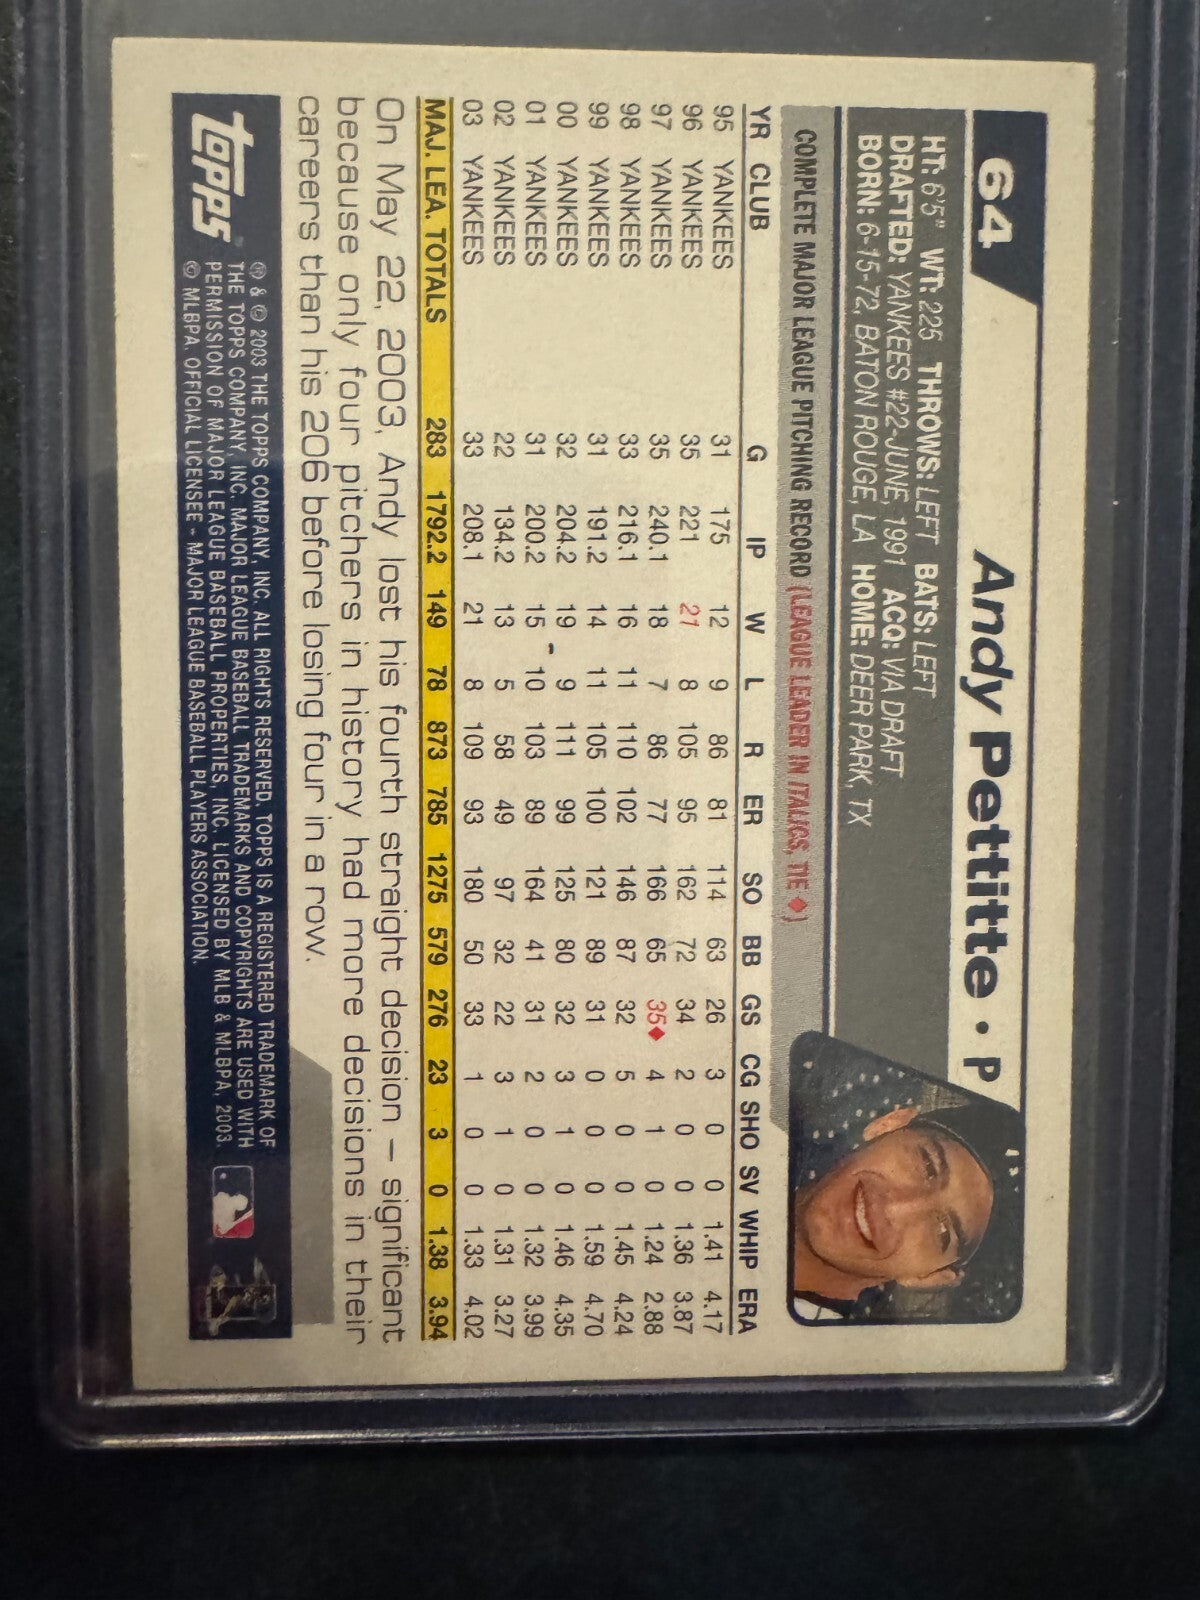 64
Andy Pettitte • P
HT: 6'5" WT: 225 THROWS: LEFT BATS: LEFT
DRAFTED: YANKEES #22-JUNE, 1991 ACQ: VIA DRAFT
BORN: 6-15-72, BATON ROUGE, LA HOME: DEER PARK, TX
COMPLETE MAJOR LEAGUE PITCHING RECORD (LEAGUE LEADER IN ITALICS, TIE ♦)
YR CLUB G IP W L R ER SO BB GS CG SHO SV WHIP ERA
95 YANKEES 31 175 12 9 86 81 114 63 26 3 0 0 1.41 4.17
96 YANKEES 35 221 21 8 105 95 162 72 34 2 0 0 1.36 3.87
97 YANKEES 35 240.1 18 7 86 77 166 65 35♦ 4 1 0 1.24 2.88
98 YANKEES 33 216.1 16 11 110 102 146 87 32 5 0 0 1.45 4.24
99 YANKEES 31 191.2 14 11 105 100 121 89 31 0 0 0 1.59 4.70
00 YANKEES 32 204.2 19 9 111 99 125 80 32 3 1 0 1.46 4.35
01 YANKEES 31 200.2 15 10 103 89 164 41 31 2 0 0 1.32 3.99
02 YANKEES 22 134.2 13 5 58 49 97 32 22 3 1 0 1.31 3.27
03 YANKEES 33 208.1 21 8 109 93 180 50 33 1 0 0 1.33 4.02
MAJ. LEA. TOTALS 283 1792.2 149 78 873 785 1275 579 276 23 3 0 1.38 3.94
On May 22, 2003, Andy lost his fourth straight decision – significant
because only four pitchers in history had more decisions in their
careers than his 206 before losing four in a row.
topps
® & © 2003 THE TOPPS COMPANY, INC. ALL RIGHTS RESERVED. TOPPS IS A REGISTERED TRADEMARK OF
THE TOPPS COMPANY, INC. MAJOR LEAGUE BASEBALL TRADEMARKS AND COPYRIGHTS ARE USED WITH
PERMISSION OF MAJOR LEAGUE BASEBALL PROPERTIES, INC. LICENSED BY MLB & MLBPA, 2003.
© MLBPA. OFFICIAL LICENSEE - MAJOR LEAGUE BASEBALL PLAYERS ASSOCIATION.